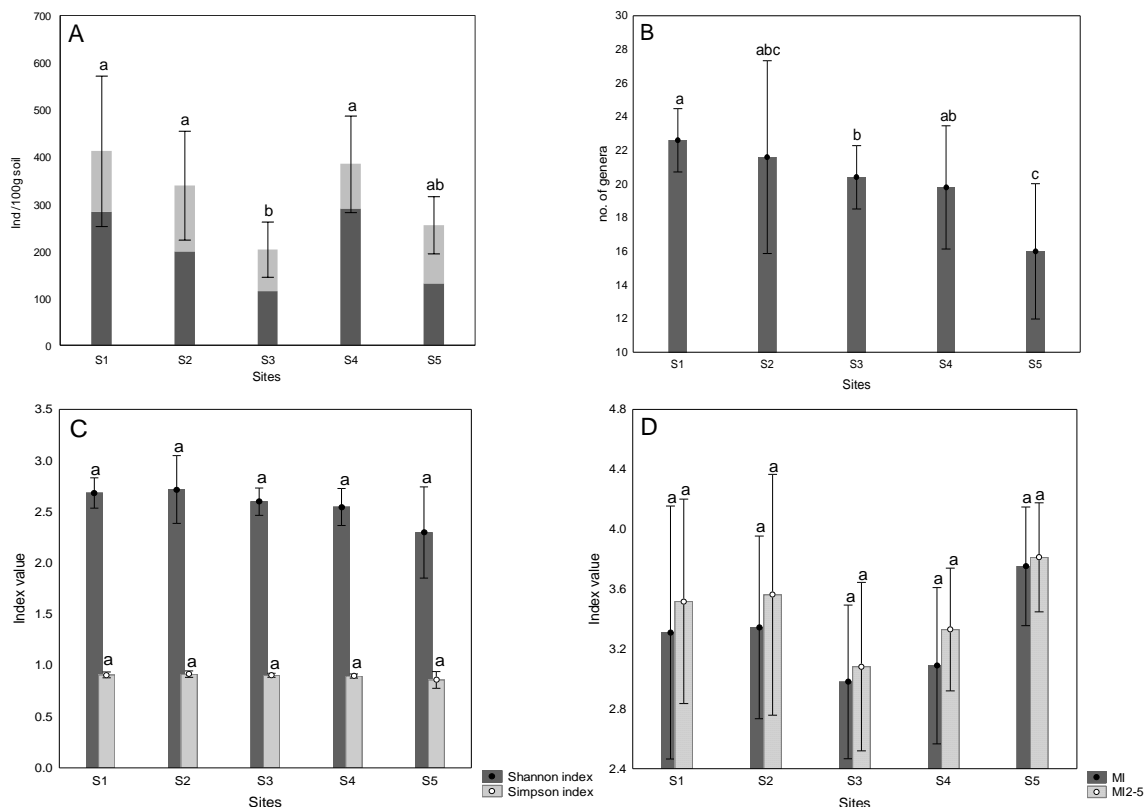 A
700
600
500
400
300
200
100
0
Ind /100g soil
a
a
b
a
ab
S1 S2 S3 S4 S5
Sites
B
30
28
26
24
22
20
18
16
14
12
10
no. of genera
a
abc
b
ab
c
S1 S2 S3 S4 S5
Sites
C
3.5
3.0
2.5
2.0
1.5
1.0
0.5
0.0
Index value
a a a a a
a a a a a
S1 S2 S3 S4 S5
Sites
Shannon index
Simpson index
D
4.8
4.4
4.0
3.6
3.2
2.8
2.4
Index value
a a a a a a a a a a
S1 S2 S3 S4 S5
Sites
MI
MI2-5